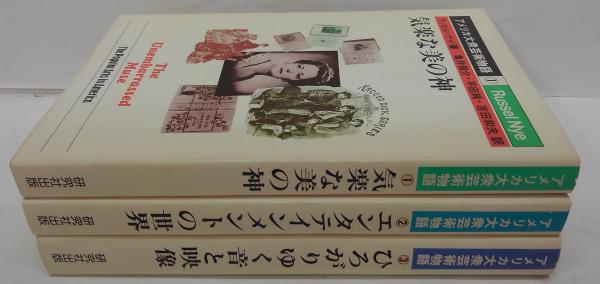 アメリカ大衆芸術物語 1
Russel Nye
気楽な美の神
The
Unembarrassed
Muse
The Popular Arts in America
アメリカ大衆芸術物語
①
気楽な美の神
研究社出版
アメリカ大衆芸術物語
②
エンタテインメントの世界
研究社出版
アメリカ大衆芸術物語
③
ひろがりゆく音と映像
研究社出版